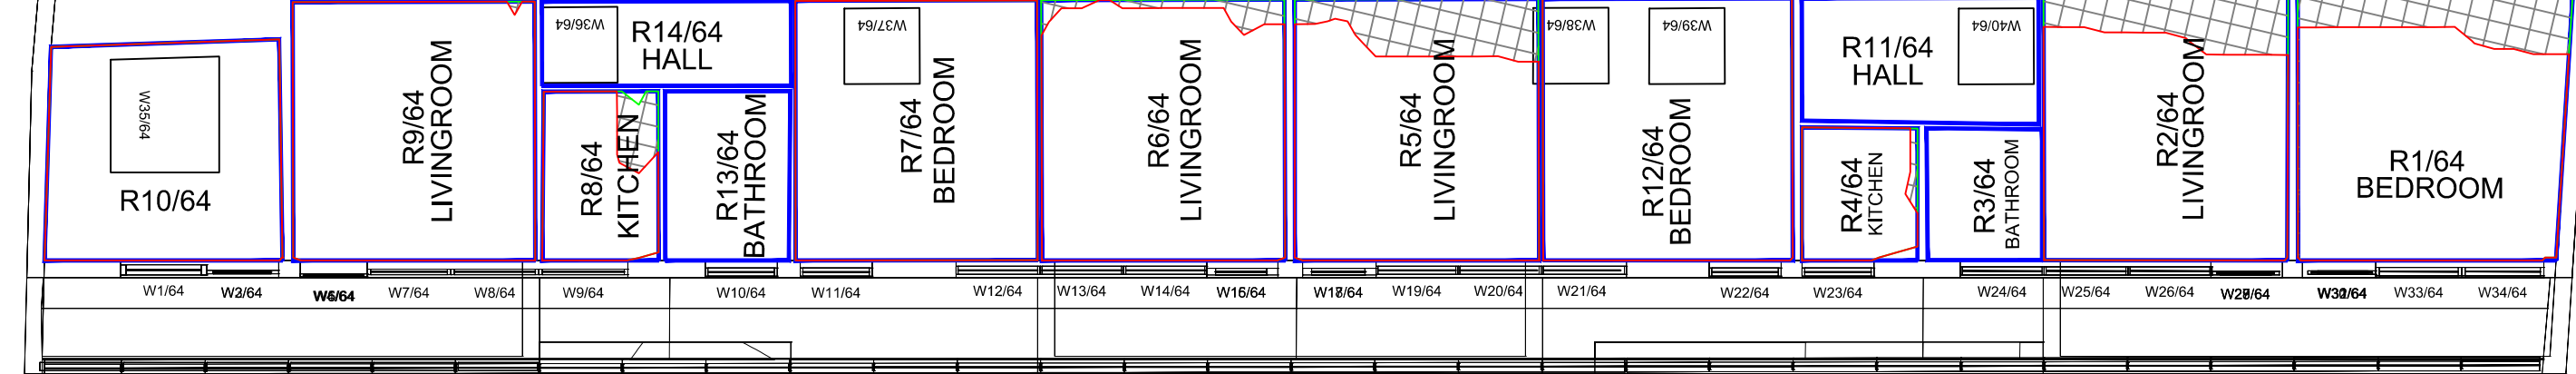 W36/64
R14/64
HALL
W37/64
W38/64
W39/64
R11/64
HALL
W40/64
W35/64
R10/64
R9/64
LIVINGROOM
R8/64
KITCHEN
R13/64
BATHROOM
R7/64
BEDROOM
R6/64
LIVINGROOM
R5/64
LIVINGROOM
R12/64
BEDROOM
R4/64
KITCHEN
R3/64
BATHROOM
R2/64
LIVINGROOM
R1/64
BEDROOM
W1/64
W7/64
W8/64
W9/64
W10/64
W11/64
W12/64
W13/64
W14/64
W19/64
W20/64
W21/64
W22/64
W23/64
W24/64
W25/64
W26/64
W33/64
W34/64